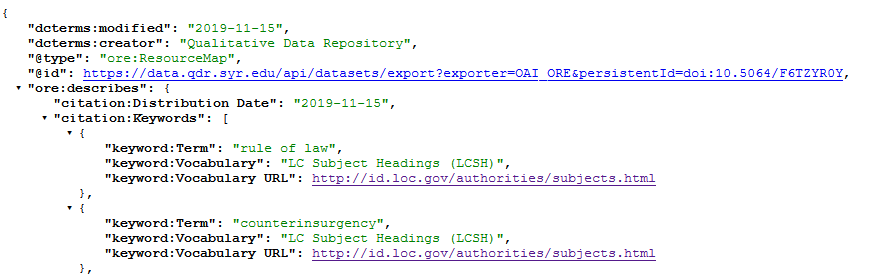 {
"dcterms:modified": "2019-11-15",
"dcterms:creator": "Qualitative Data Repository",
"@type": "ore:ResourceMap",
"@id": https://data.qdr.syr.edu/api/datasets/export?exporter=OAI_ORE&persistentId=doi:10.5064/F6TZYR0Y,
"ore:describes": {
"citation:Distribution Date": "2019-11-15",
"citation:Keywords": [
{
"keyword:Term": "rule of law",
"keyword:Vocabulary": "LC Subject Headings (LCSH)",
"keyword:Vocabulary URL": http://id.loc.gov/authorities/subjects.html
},
{
"keyword:Term": "counterinsurgency",
"keyword:Vocabulary": "LC Subject Headings (LCSH)",
"keyword:Vocabulary URL": http://id.loc.gov/authorities/subjects.html
},